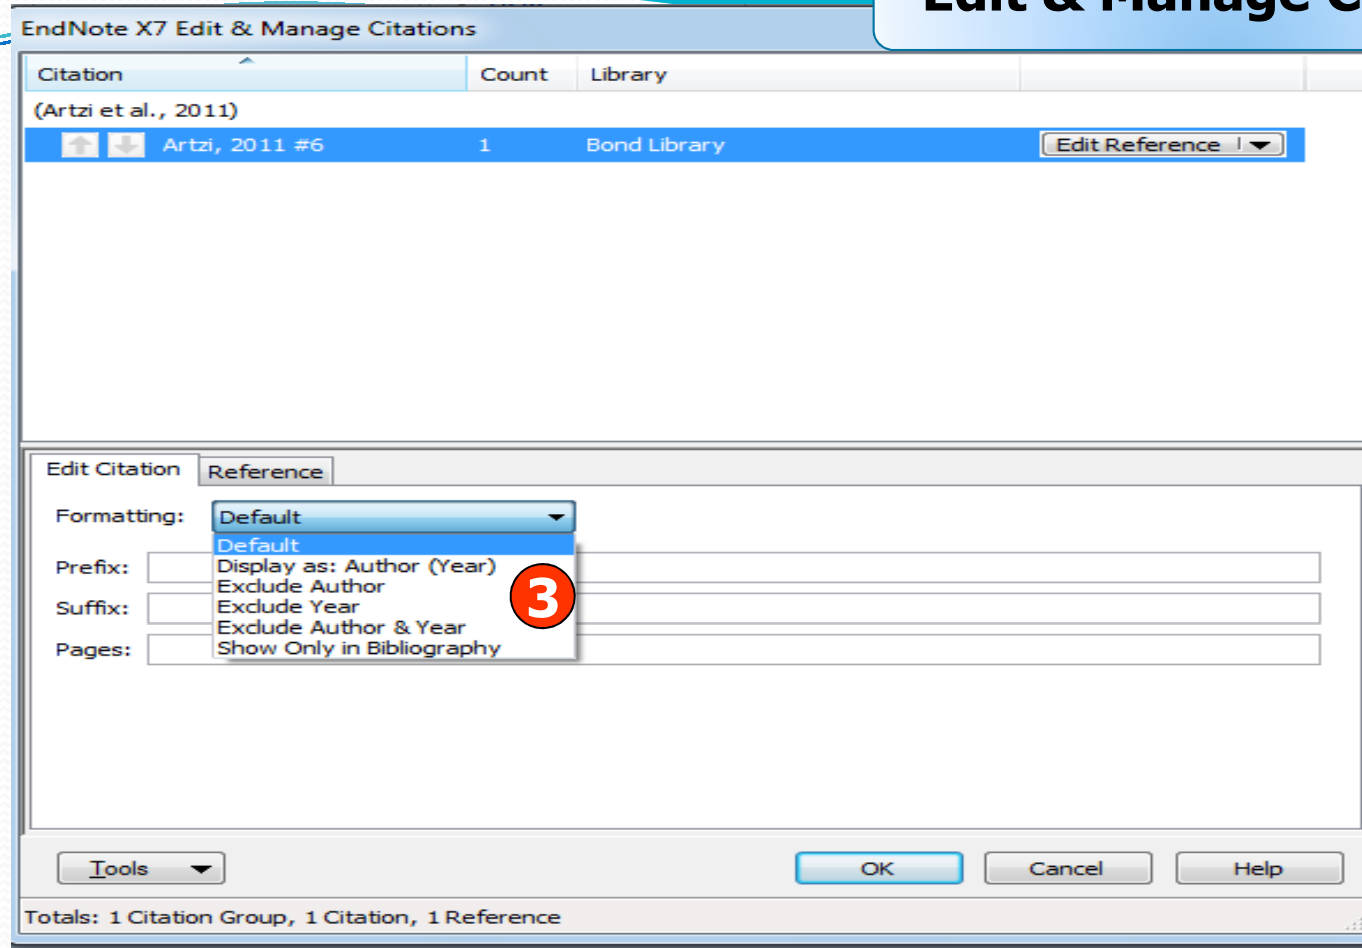 Edit & Manage C
EndNote X7 Edit & Manage Citations
Citation Count Library
(Artzi et al., 2011)
Artzi, 2011 #6 1 Bond Library Edit Reference
Edit Citation Reference
Formatting: Default
Default
Prefix: Display as: Author (Year)
Exclude Author
3
Suffix: Exclude Year
Exclude Author & Year
Pages: Show Only in Bibliography
Tools OK Cancel Help
Totals: 1 Citation Group, 1 Citation, 1 Reference